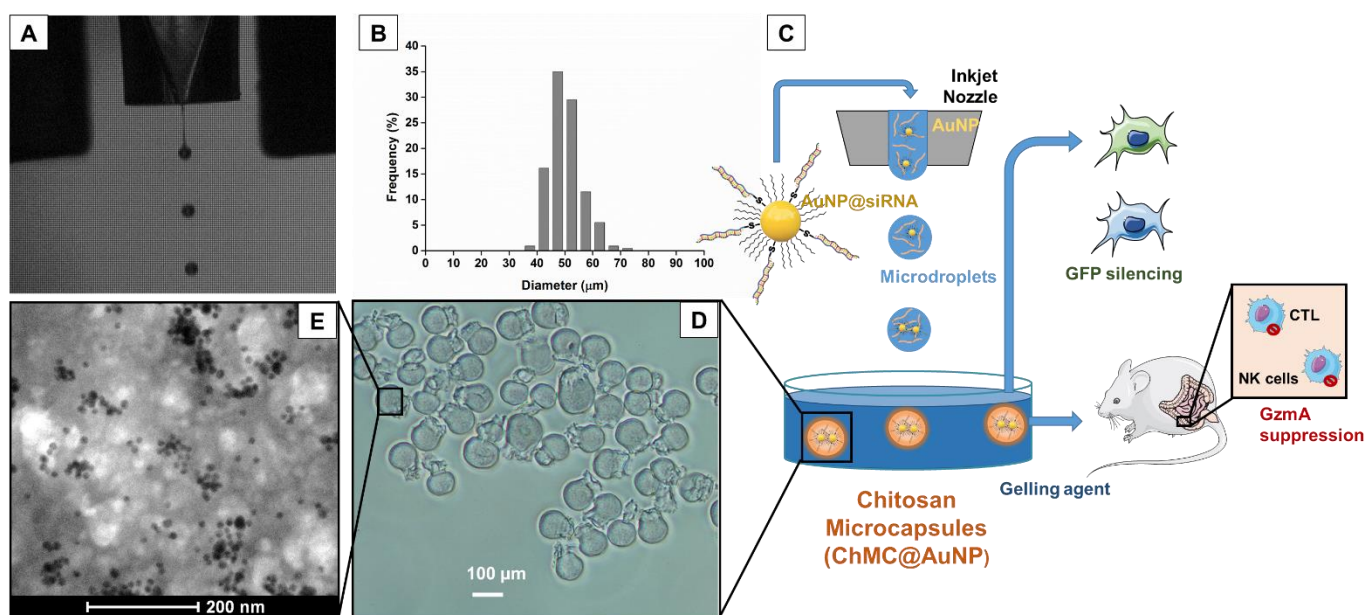 A
B
40
35
30
25
20
15
10
5
0
Frequency (%)
0 10 20 30 40 50 60 70 80 90 100
Diameter (μm)
C
Inkjet
Nozzle
AuNP
AuNP@siRNA
S
S
S
S
S
Microdroplets
GFP silencing
CTL
NK cells
GzmA
suppression
Gelling agent
Chitosan
Microcapsules
(ChMC@AuNP)
D
100 μm
E
200 nm